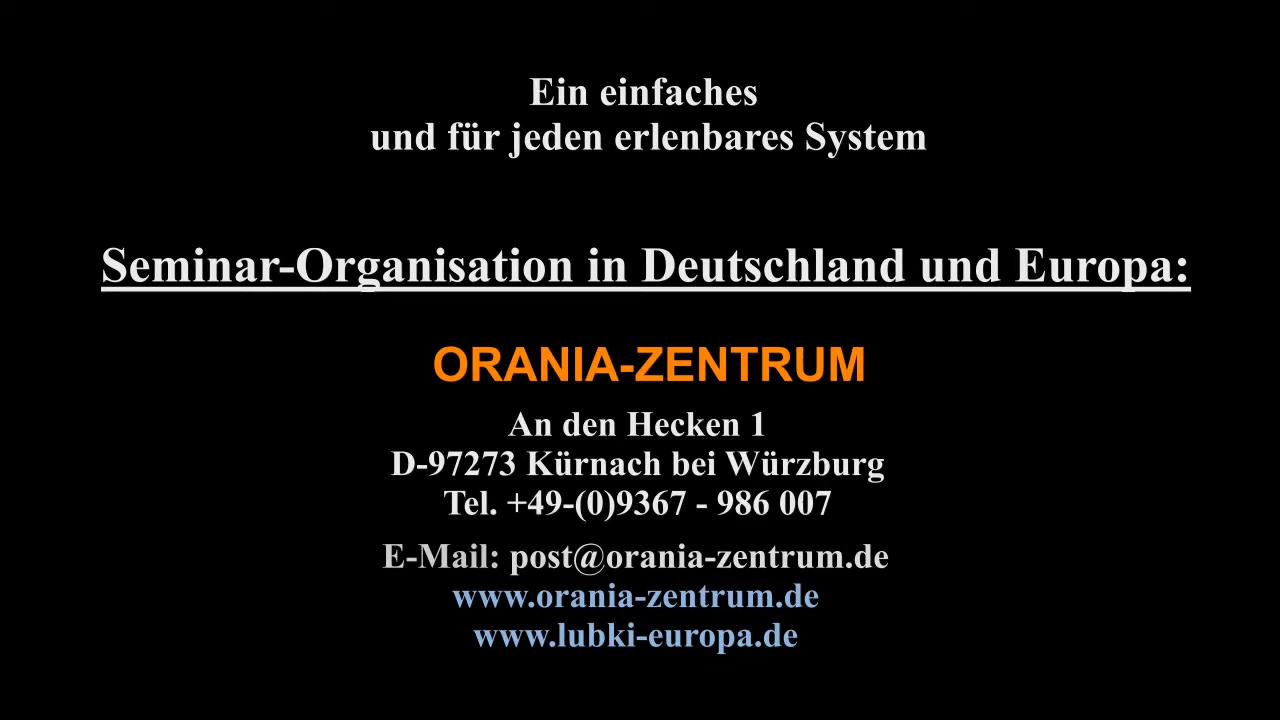 Ein einfaches
und für jeden erlenbares System
Seminar-Organisation in Deutschland und Europa:
ORANIA-ZENTRUM
An den Hecken 1
D-97273 Kürnach bei Würzburg
Tel. +49-(0)9367 - 986 007
E-Mail: post@orania-zentrum.de
www.orania-zentrum.de
www.lubki-europa.de